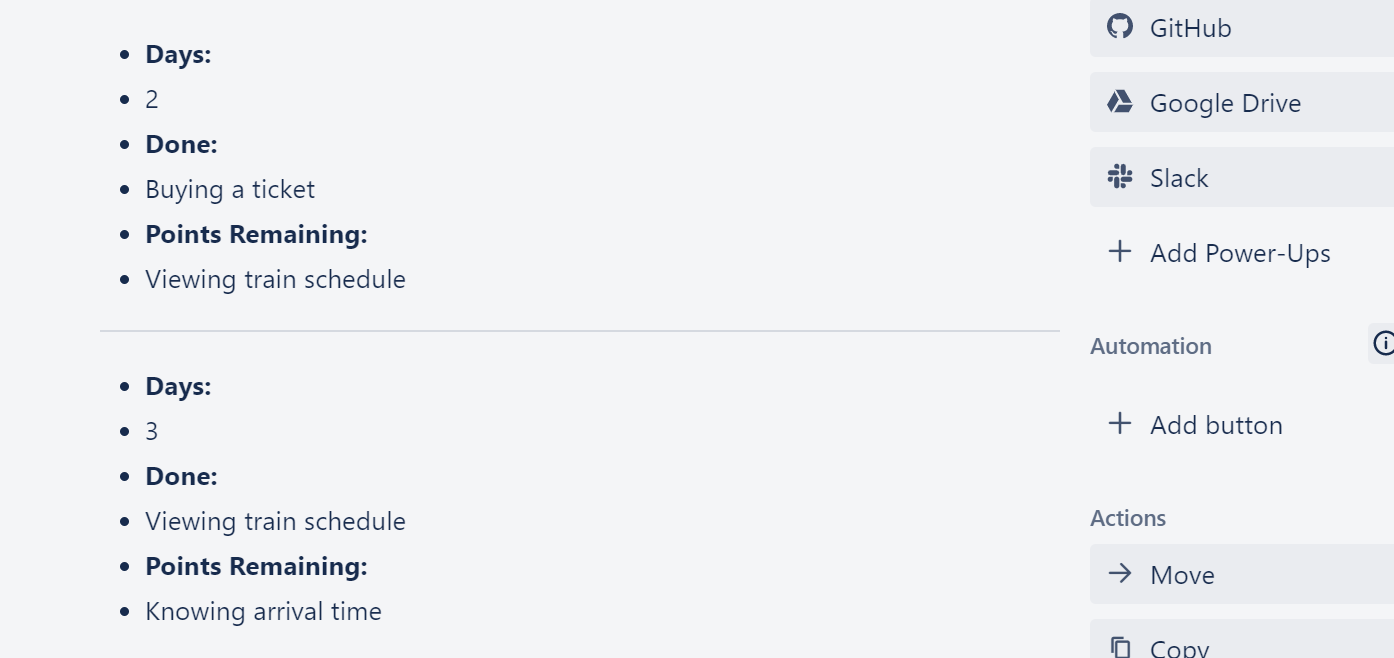 Days:
2
Done:
Buying a ticket
Points Remaining:
Viewing train schedule
Days:
3
Done:
Viewing train schedule
Points Remaining:
Knowing arrival time
GitHub
Google Drive
Slack
Add Power-Ups
Automation
Add button
Actions
Move
Copy